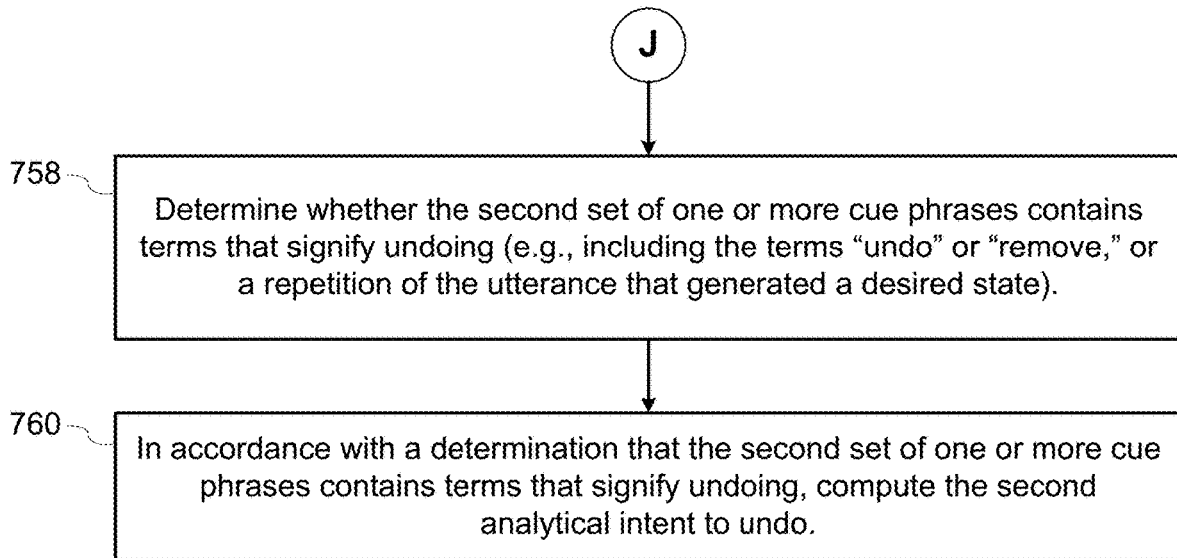 J
758
Determine whether the second set of one or more cue phrases contains
terms that signify undoing (e.g., including the terms “undo” or “remove,” or
a repetition of the utterance that generated a desired state).
760
In accordance with a determination that the second set of one or more cue
phrases contains terms that signify undoing, compute the second
analytical intent to undo.